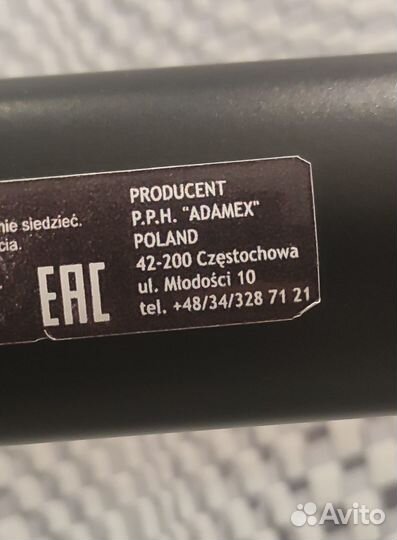 nie siedzieć.
cia.
EAC
PRODUCENT
P.P.H. "ADAMEX"
POLAND
42-200 Częstochowa
ul. Młodości 10
tel. +48/34/328 71 21
Avito